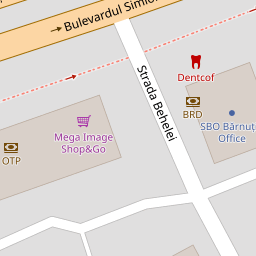 Bulevardul Simio
Dentcof
Strada Behelei
BRD
SBO Bărnuț
Office
Mega Image
Shop&Go
OTP